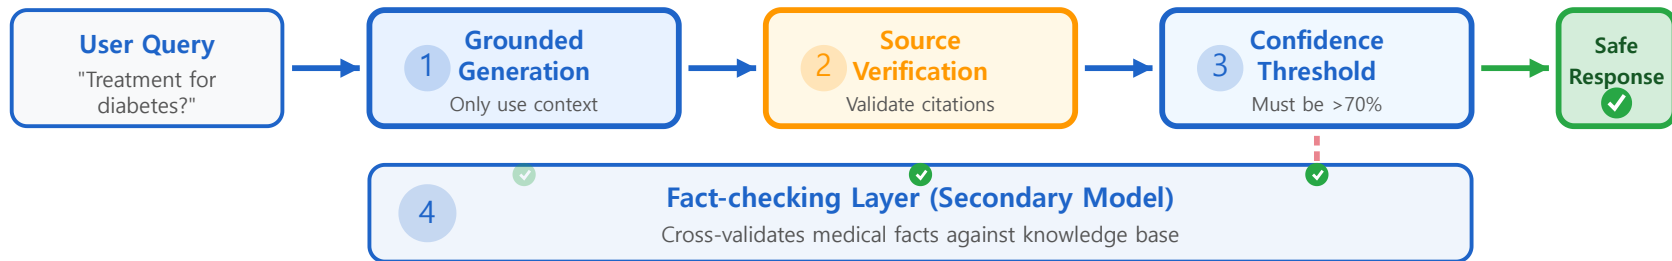 User Query
"Treatment for
diabetes?"
1
Grounded
Generation
Only use context
2
Source
Verification
Validate citations
3
Confidence
Threshold
Must be >70%
Safe
Response
4
Fact-checking Layer (Secondary Model)
Cross-validates medical facts against knowledge base